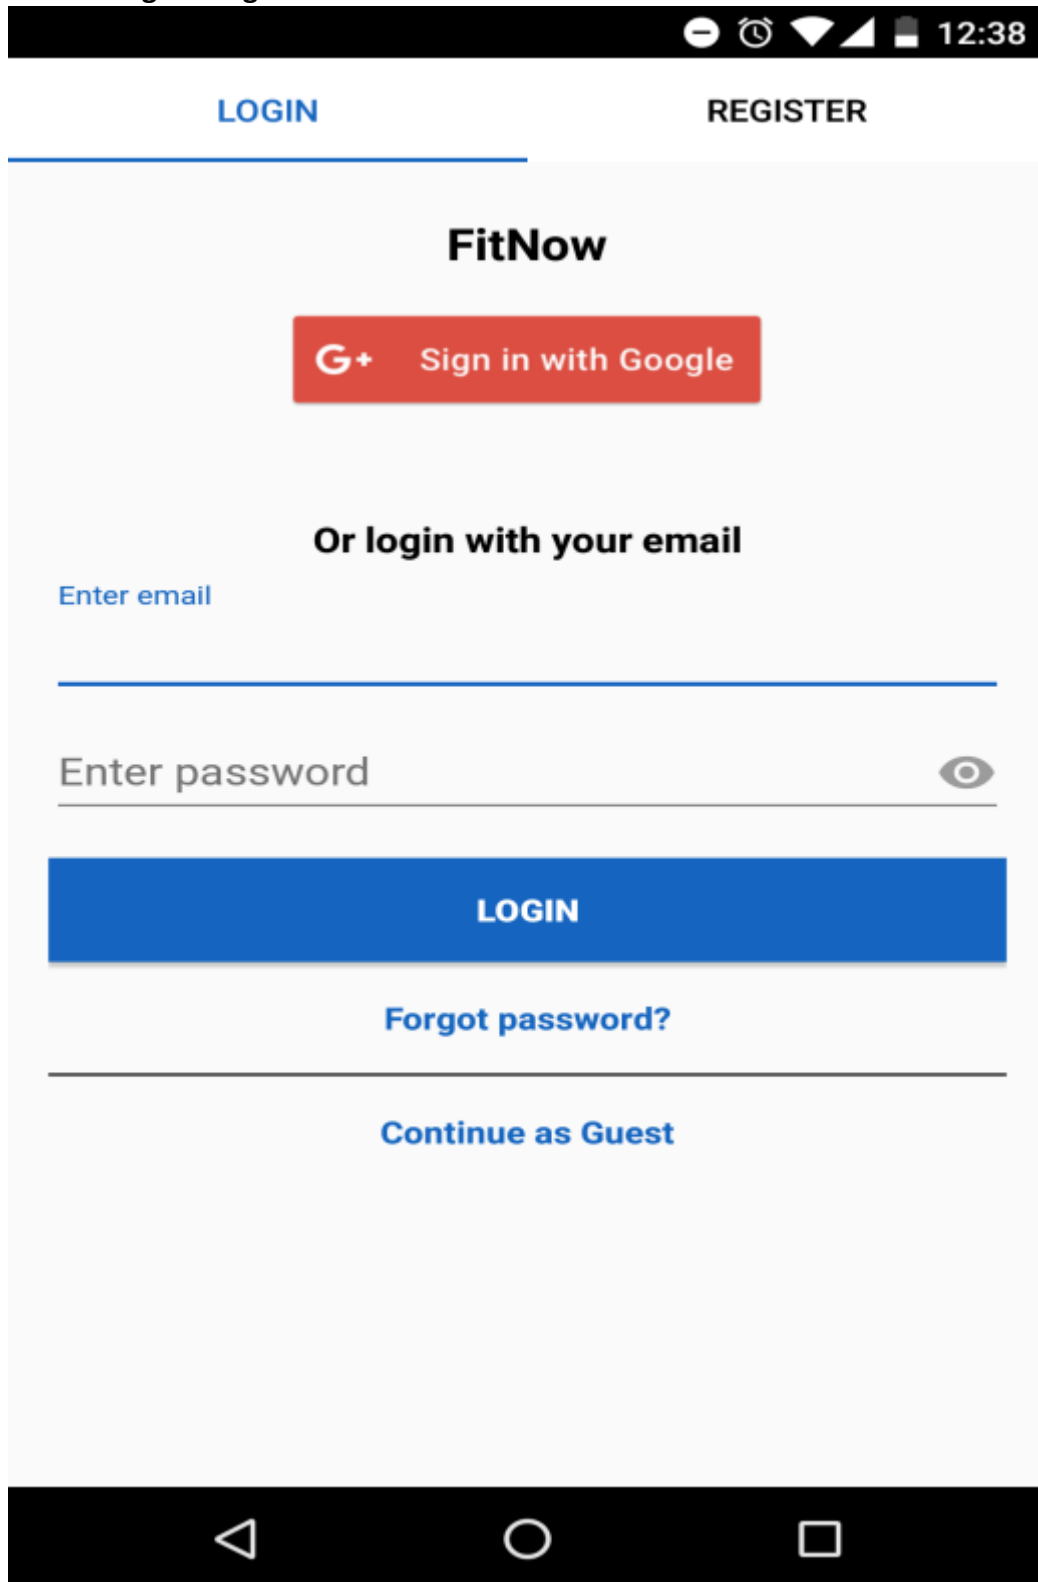 12:38
LOGIN REGISTER
FitNow
G+ Sign in with Google
Or login with your email
Enter email
Enter password
LOGIN
Forgot password?
Continue as Guest